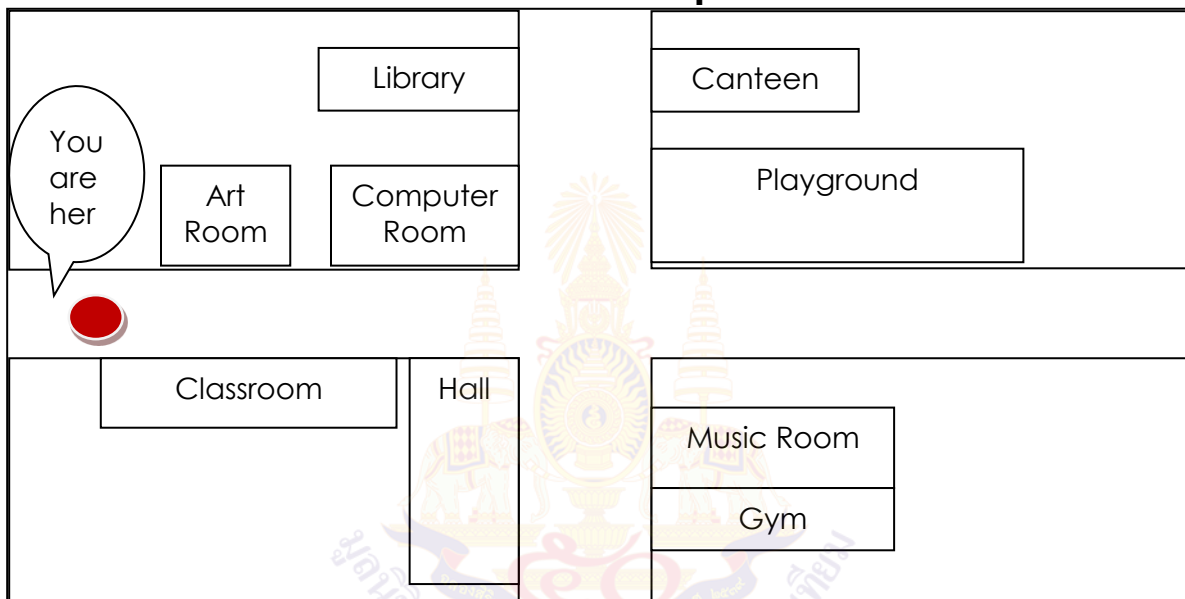 Library
Canteen
You
are
her
Art
Room
Computer
Room
Playground
Classroom
Hall
Music Room
Gym